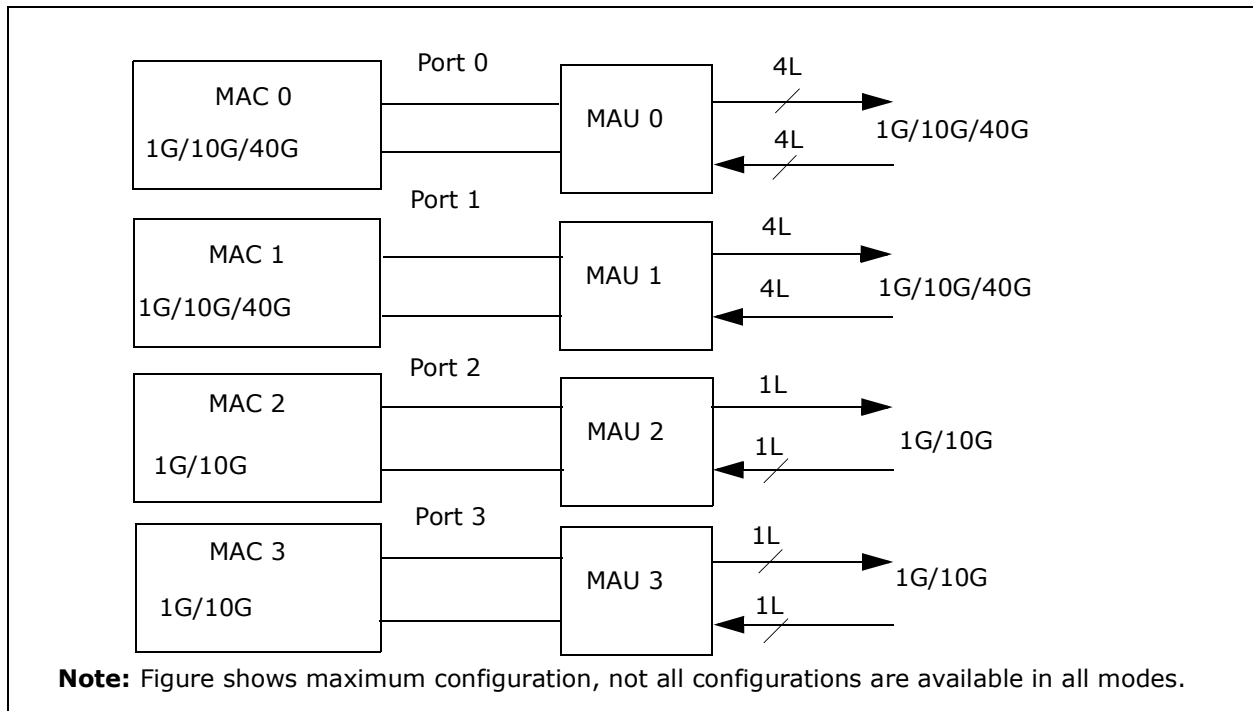 Port 0
MAC 0
1G/10G/40G
MAU 0
4L
4L
1G/10G/40G
Port 1
MAC 1
1G/10G/40G
MAU 1
4L
4L
1G/10G/40G
Port 2
MAC 2
1G/10G
MAU 2
1L
1L
1G/10G
Port 3
MAC 3
1G/10G
MAU 3
1L
1L
1G/10G
Note: Figure shows maximum configuration, not all configurations are available in all modes.